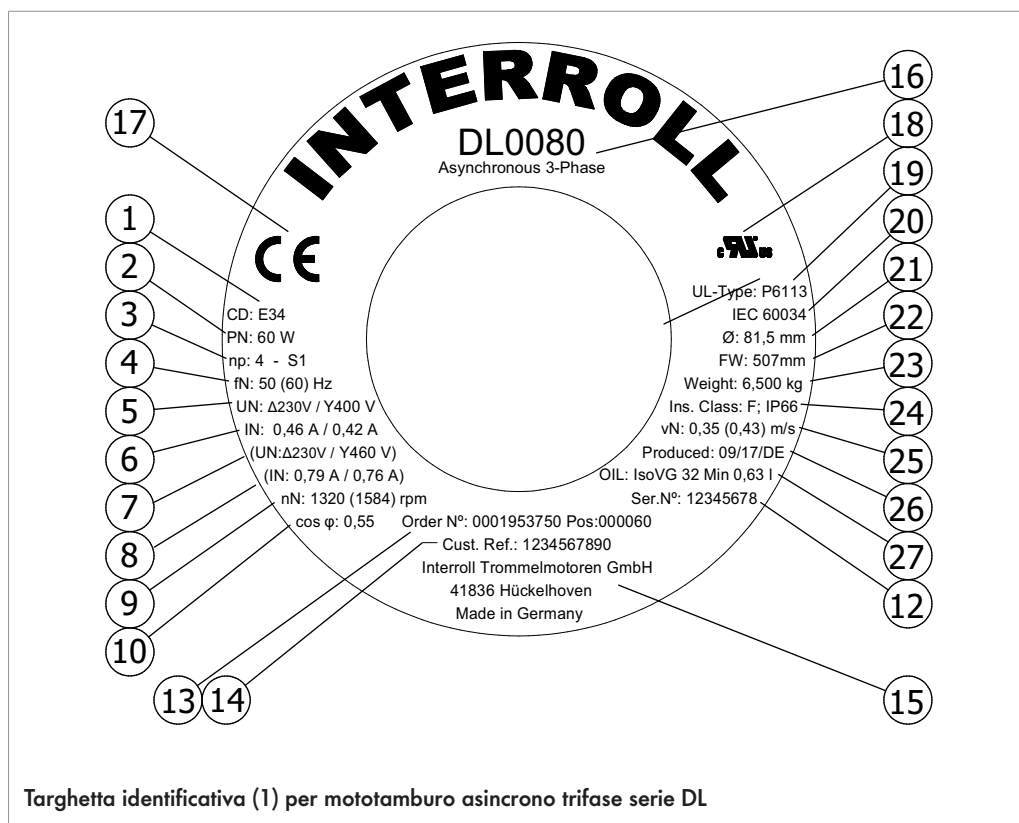 INTERROLL
DL0080
Asynchronous 3-Phase
CE
c UR us
CD: E34
PN: 60 W
np: 4 - S1
fN: 50 (60) Hz
UN: Δ230V / Y400 V
IN: 0,46 A / 0,42 A
(UN:Δ230V / Y460 V)
(IN: 0,79 A / 0,76 A)
nN: 1320 (1584) rpm
cos φ: 0,55
UL-Type: P6113
IEC 60034
Ø: 81,5 mm
FW: 507mm
Weight: 6,500 kg
Ins. Class: F; IP66
vN: 0,35 (0,43) m/s
Produced: 09/17/DE
OIL: IsoVG 32 Min 0,63 l
Ser.Nº: 12345678
Order Nº: 0001953750 Pos:000060
Cust. Ref.: 1234567890
Interroll Trommelmotoren GmbH
41836 Hückelhoven
Made in Germany
17
1
2
3
4
5
6
7
8
9
10
13
14
16
18
19
20
21
22
23
24
25
26
27
12
15
Targhetta identificativa (1) per mototamburo asincrono trifase serie DL